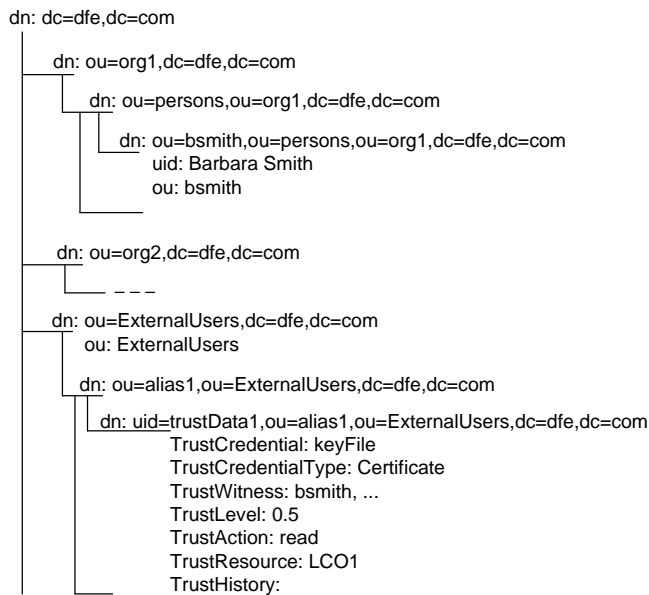 dn: dc=dfe,dc=com
dn: ou=org1,dc=dfe,dc=com
dn: ou=persons,ou=org1,dc=dfe,dc=com
dn: ou=bsmith,ou=persons,ou=org1,dc=dfe,dc=com
uid: Barbara Smith
ou: bsmith
dn: ou=org2,dc=dfe,dc=com
dn: ou=ExternalUsers,dc=dfe,dc=com
ou: ExternalUsers
dn: ou=alias1,ou=ExternalUsers,dc=dfe,dc=com
dn: uid=trustData1,ou=alias1,ou=ExternalUsers,dc=dfe,dc=com
TrustCredential: keyFile
TrustCredentialType: Certificate
TrustWitness: bsmith, ...
TrustLevel: 0.5
TrustAction: read
TrustResource: LCO1
TrustHistory: